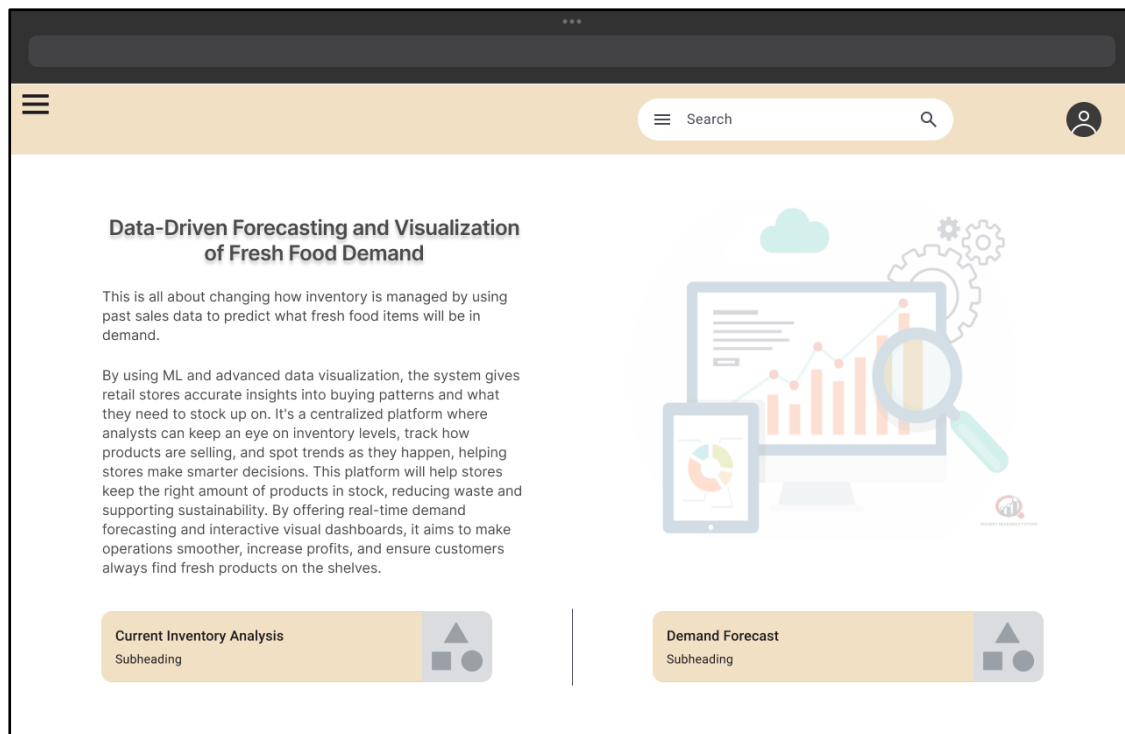 Search
Data-Driven Forecasting and Visualization
of Fresh Food Demand
This is all about changing how inventory is managed by using
past sales data to predict what fresh food items will be in
demand.
By using ML and advanced data visualization, the system gives
retail stores accurate insights into buying patterns and what
they need to stock up on. It's a centralized platform where
analysts can keep an eye on inventory levels, track how
products are selling, and spot trends as they happen, helping
stores make smarter decisions. This platform will help stores
keep the right amount of products in stock, reducing waste and
supporting sustainability. By offering real-time demand
forecasting and interactive visual dashboards, it aims to make
operations smoother, increase profits, and ensure customers
always find fresh products on the shelves.
Current Inventory Analysis
Subheading
Demand Forecast
Subheading